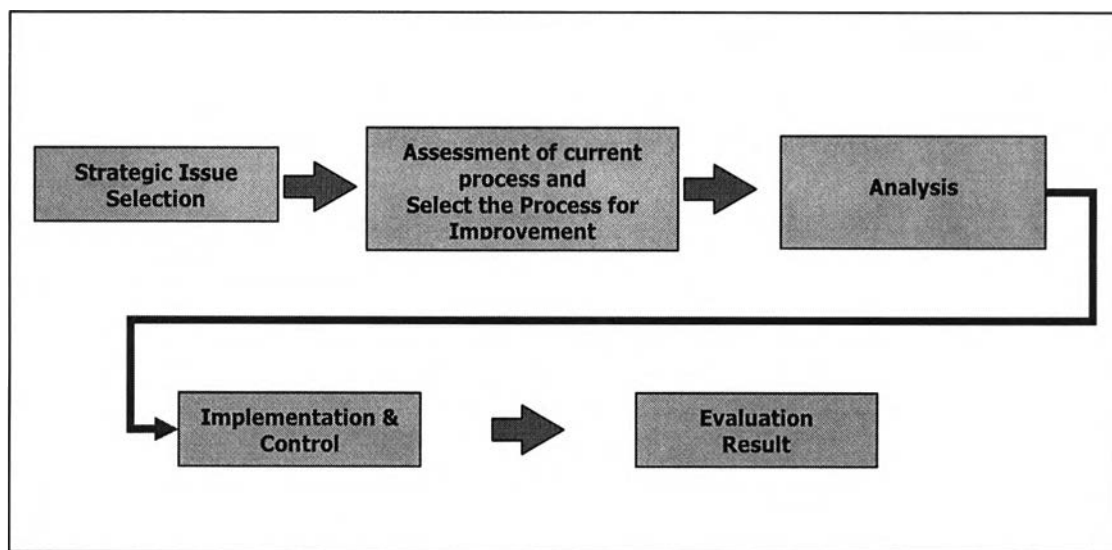 Strategic Issue
Selection
Assessment of current
process and
Select the Process for
Improvement
Analysis
Implementation &
Control
Evaluation
Result